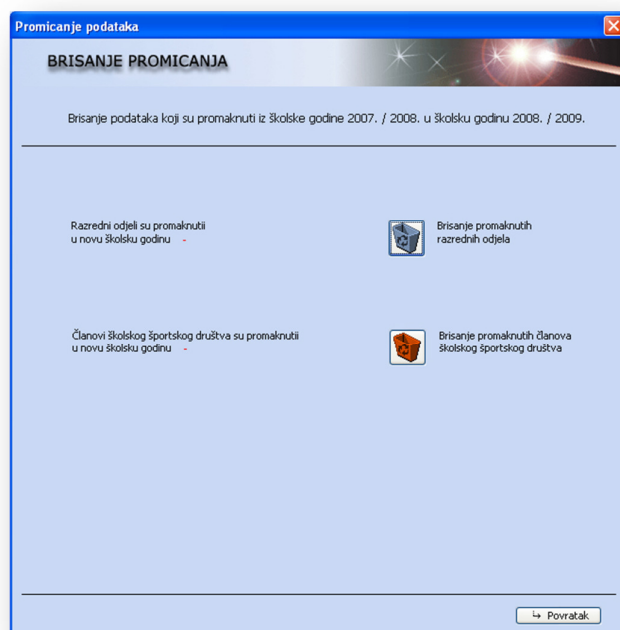 Promicanje podataka
BRISANJE PROMICANJA
Brisanje podataka koji su promaknuti iz školske godine 2007. / 2008. u školsku godinu 2008. / 2009.
Razredni odjeli su promaknutii
u novu školsku godinu -
Brisanje promaknutih
razrednih odjela
Članovi školskog športskog društva su promaknutii
u novu školsku godinu -
Brisanje promaknutih članova
školskog športskog društva
Povratak